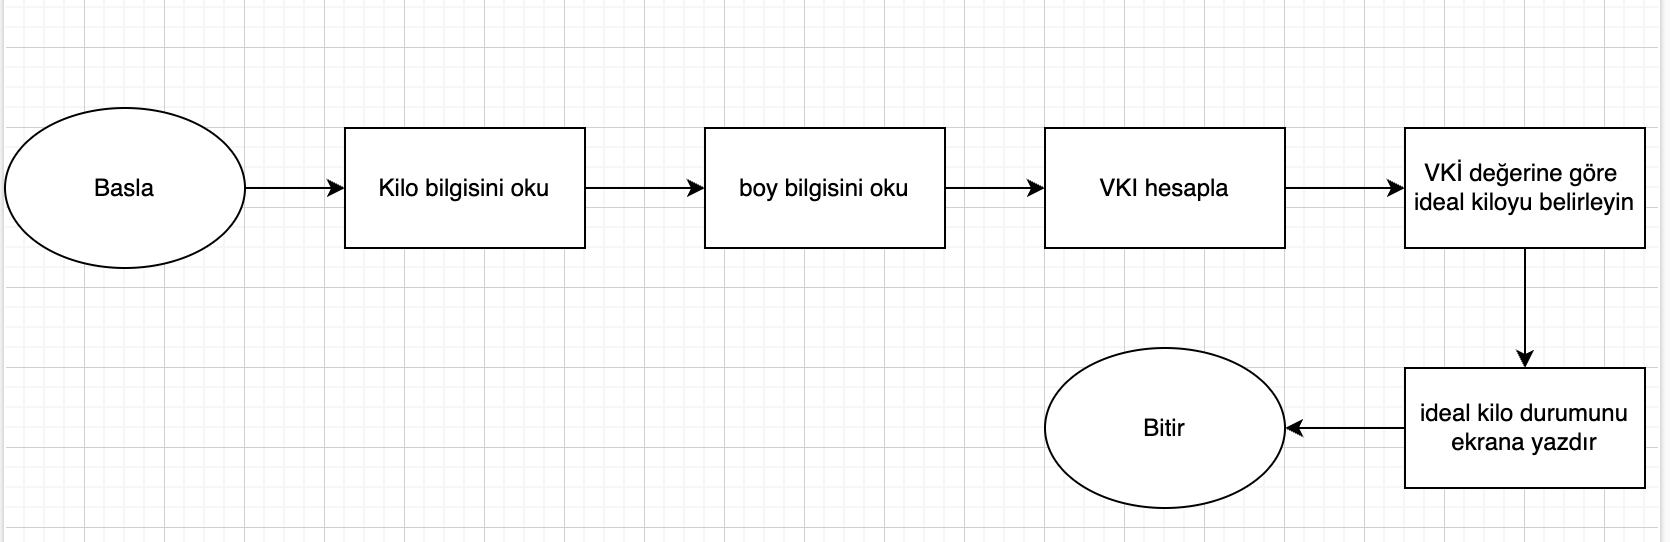 Basla
Kilo bilgisini oku
boy bilgisini oku
VKI hesapla
VKİ değerine göre
ideal kiloyu belirleyin
ideal kilo durumunu
ekrana yazdır
Bitir